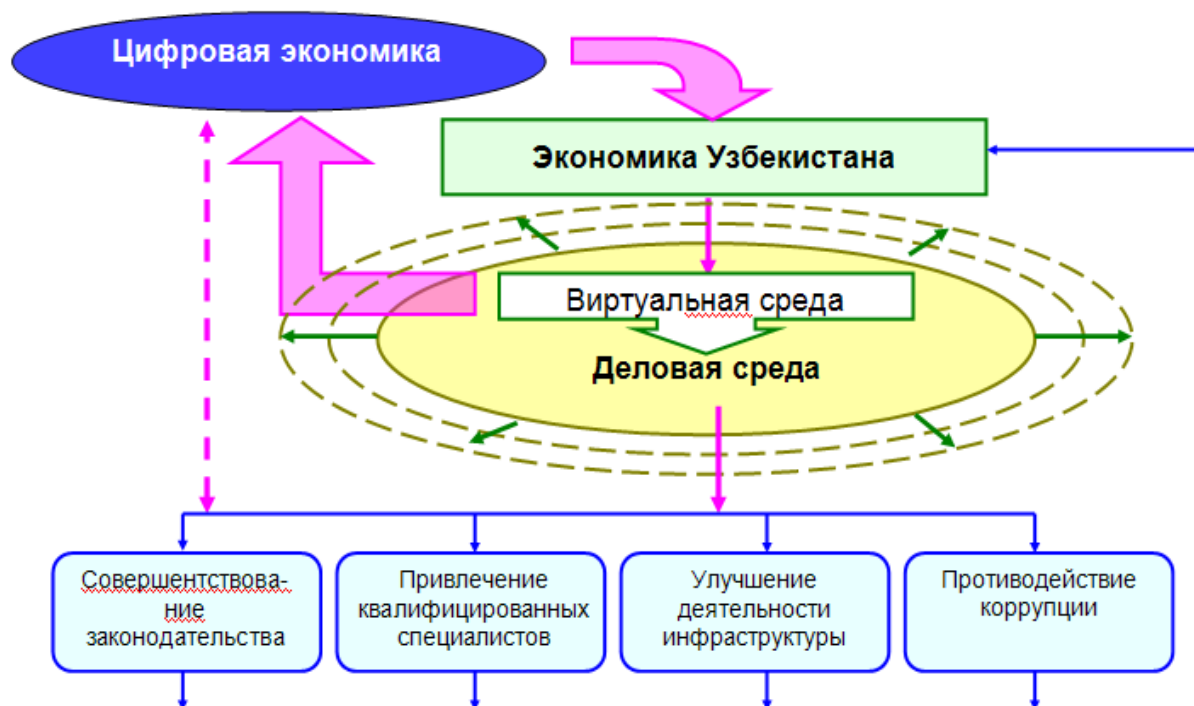 Цифровая экономика
Экономика Узбекистана
Виртуальная среда
Деловая среда
Совершентствова-
ние
законодательства
Привлечение
квалифицированных
специалистов
Улучшение
деятельности
инфраструктуры
Противодействие
коррупции